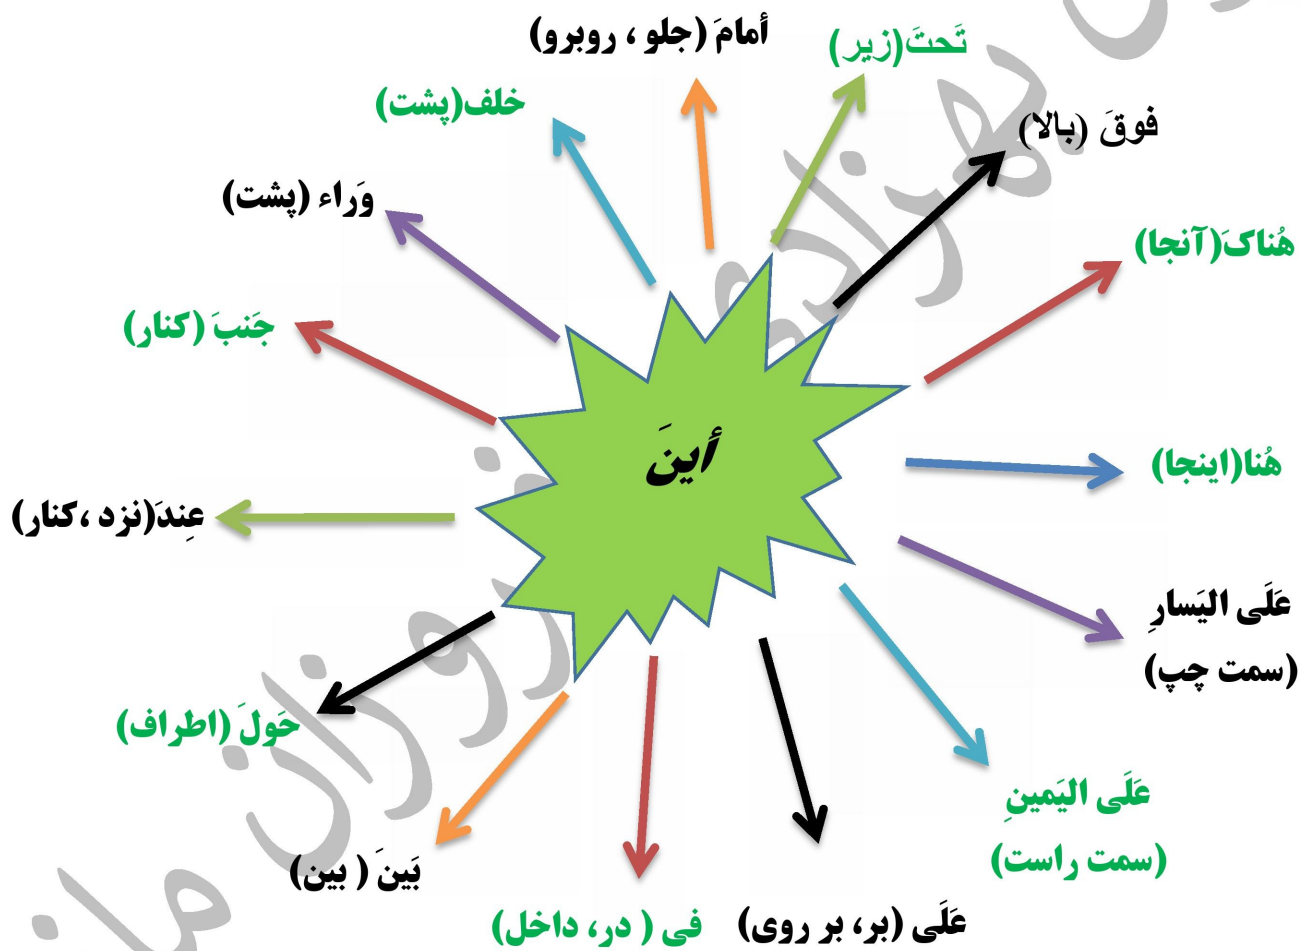 أمامَ (جلو ، روبرو)
تَحتَ(زیر)
خلف(پشت)
فوقَ (بالا)
وَراء (پشت)
هُناکَ(آنجا)
جَنبَ (کنار)
أینَ
هُنا(اینجا)
عِندَ(نزد ،کنار)
عَلَی الیَسارِ
(سمت چپ)
حَولَ (اطراف)
عَلَی الیَمینِ
(سمت راست)
بَینَ ( بین)
فی ( در، داخل)
عَلَی (بر، بر روی)